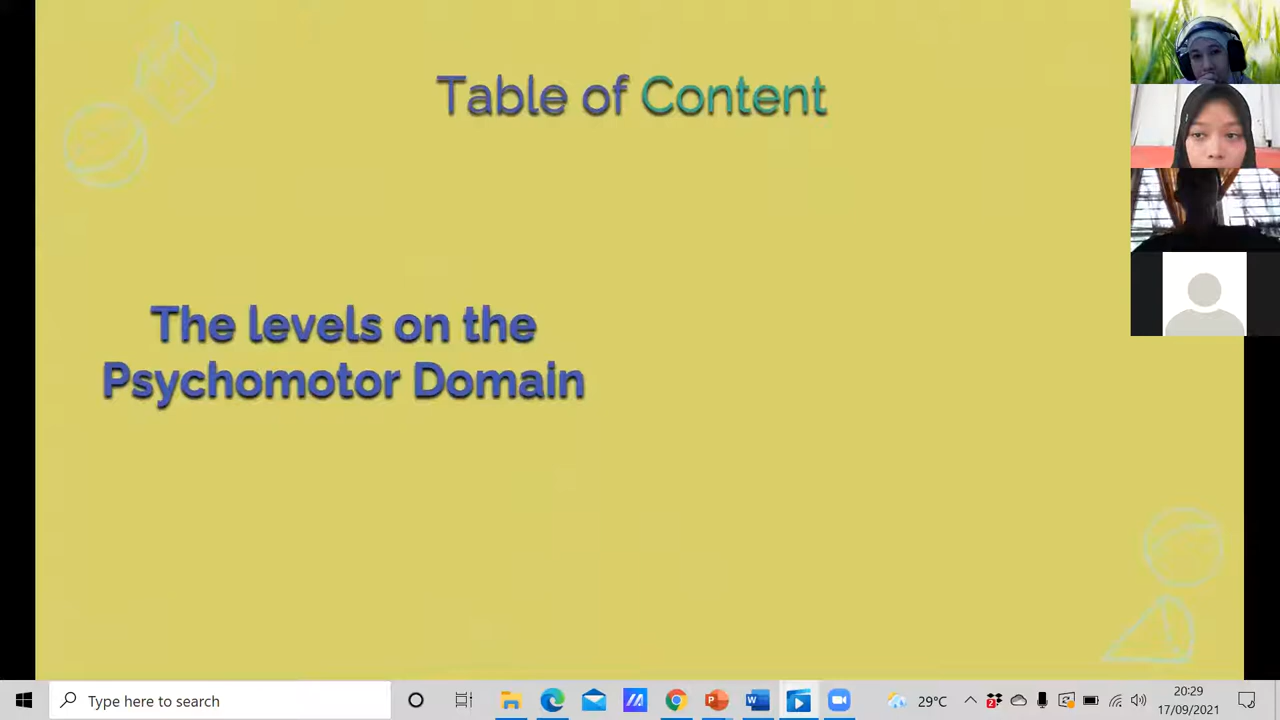 Table of Content
The levels on the
Psychomotor Domain
Type here to search
2
29°C
20:29
17/09/2021